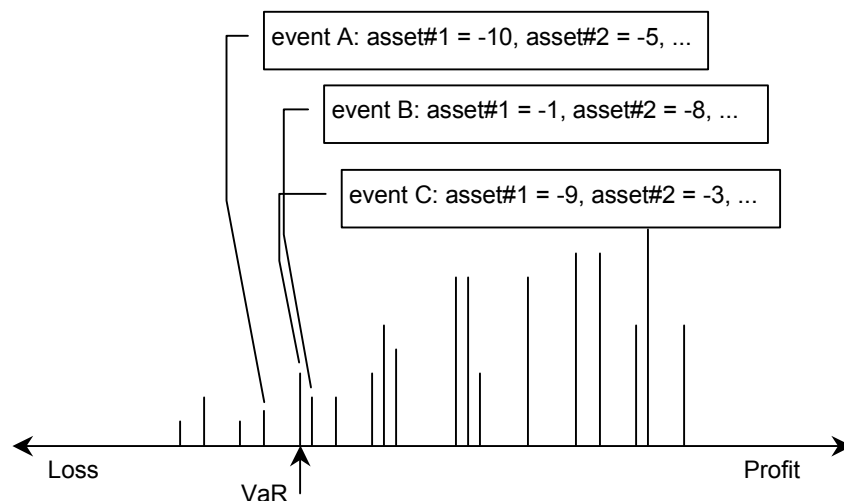 event A: asset#1 = -10, asset#2 = -5, ...
event B: asset#1 = -1, asset#2 = -8, ...
event C: asset#1 = -9, asset#2 = -3, ...
Loss
Profit
VaR